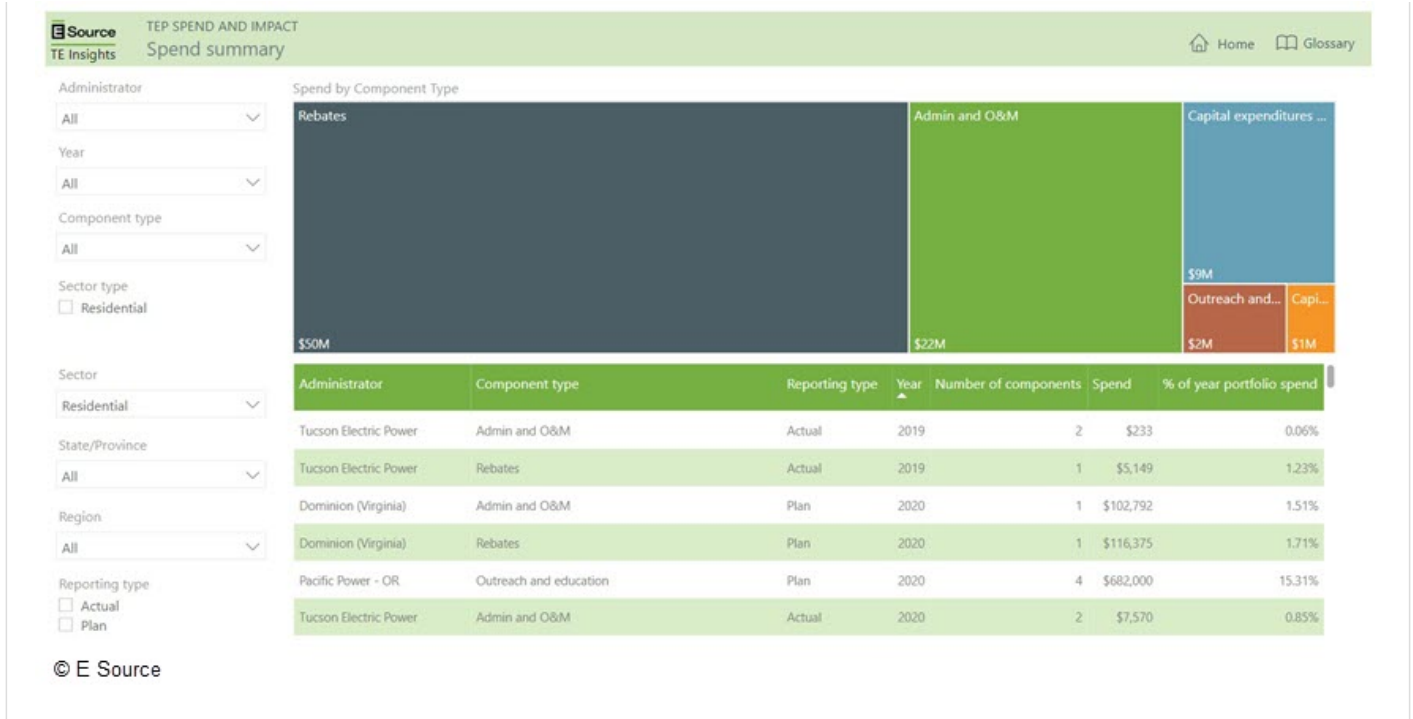 E Source
TE Insights
TEP SPEND AND IMPACT
Spend summary
Home
Glossary
Administrator
All
Year
All
Component type
All
Sector type
Residential
Sector
Residential
State/Province
All
Region
All
Reporting type
Actual
Plan
Spend by Component Type
Rebates
$50M
Admin and O&M
$22M
Capital expenditures ...
$9M
Outreach and...
$2M
Capi...
$1M
Administrator Component type Reporting type Year Number of components Spend % of year portfolio spend
Tucson Electric Power Admin and O&M Actual 2019 2 $233 0.06%
Tucson Electric Power Rebates Actual 2019 1 $5,149 1.23%
Dominion (Virginia) Admin and O&M Plan 2020 1 $102,792 1.51%
Dominion (Virginia) Rebates Plan 2020 1 $116,375 1.71%
Pacific Power - OR Outreach and education Plan 2020 4 $682,000 15.31%
Tucson Electric Power Admin and O&M Actual 2020 2 $7,570 0.85%
© E Source